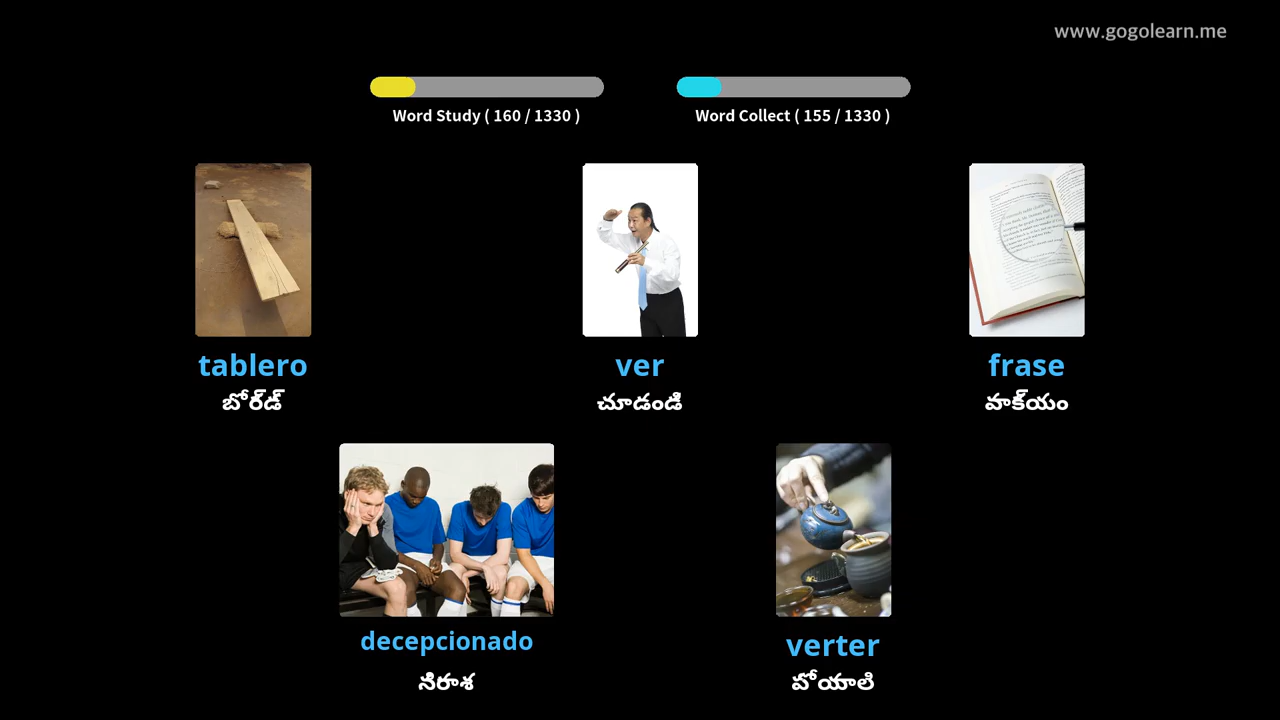 www.gogolearn.me
Word Study ( 160 / 1330 )
Word Collect ( 155 / 1330 )
tablero
బోర్‌డ్
ver
చూడండి
frase
వాక్‌యం
decepcionado
నిరాశ
verter
పోయాలి